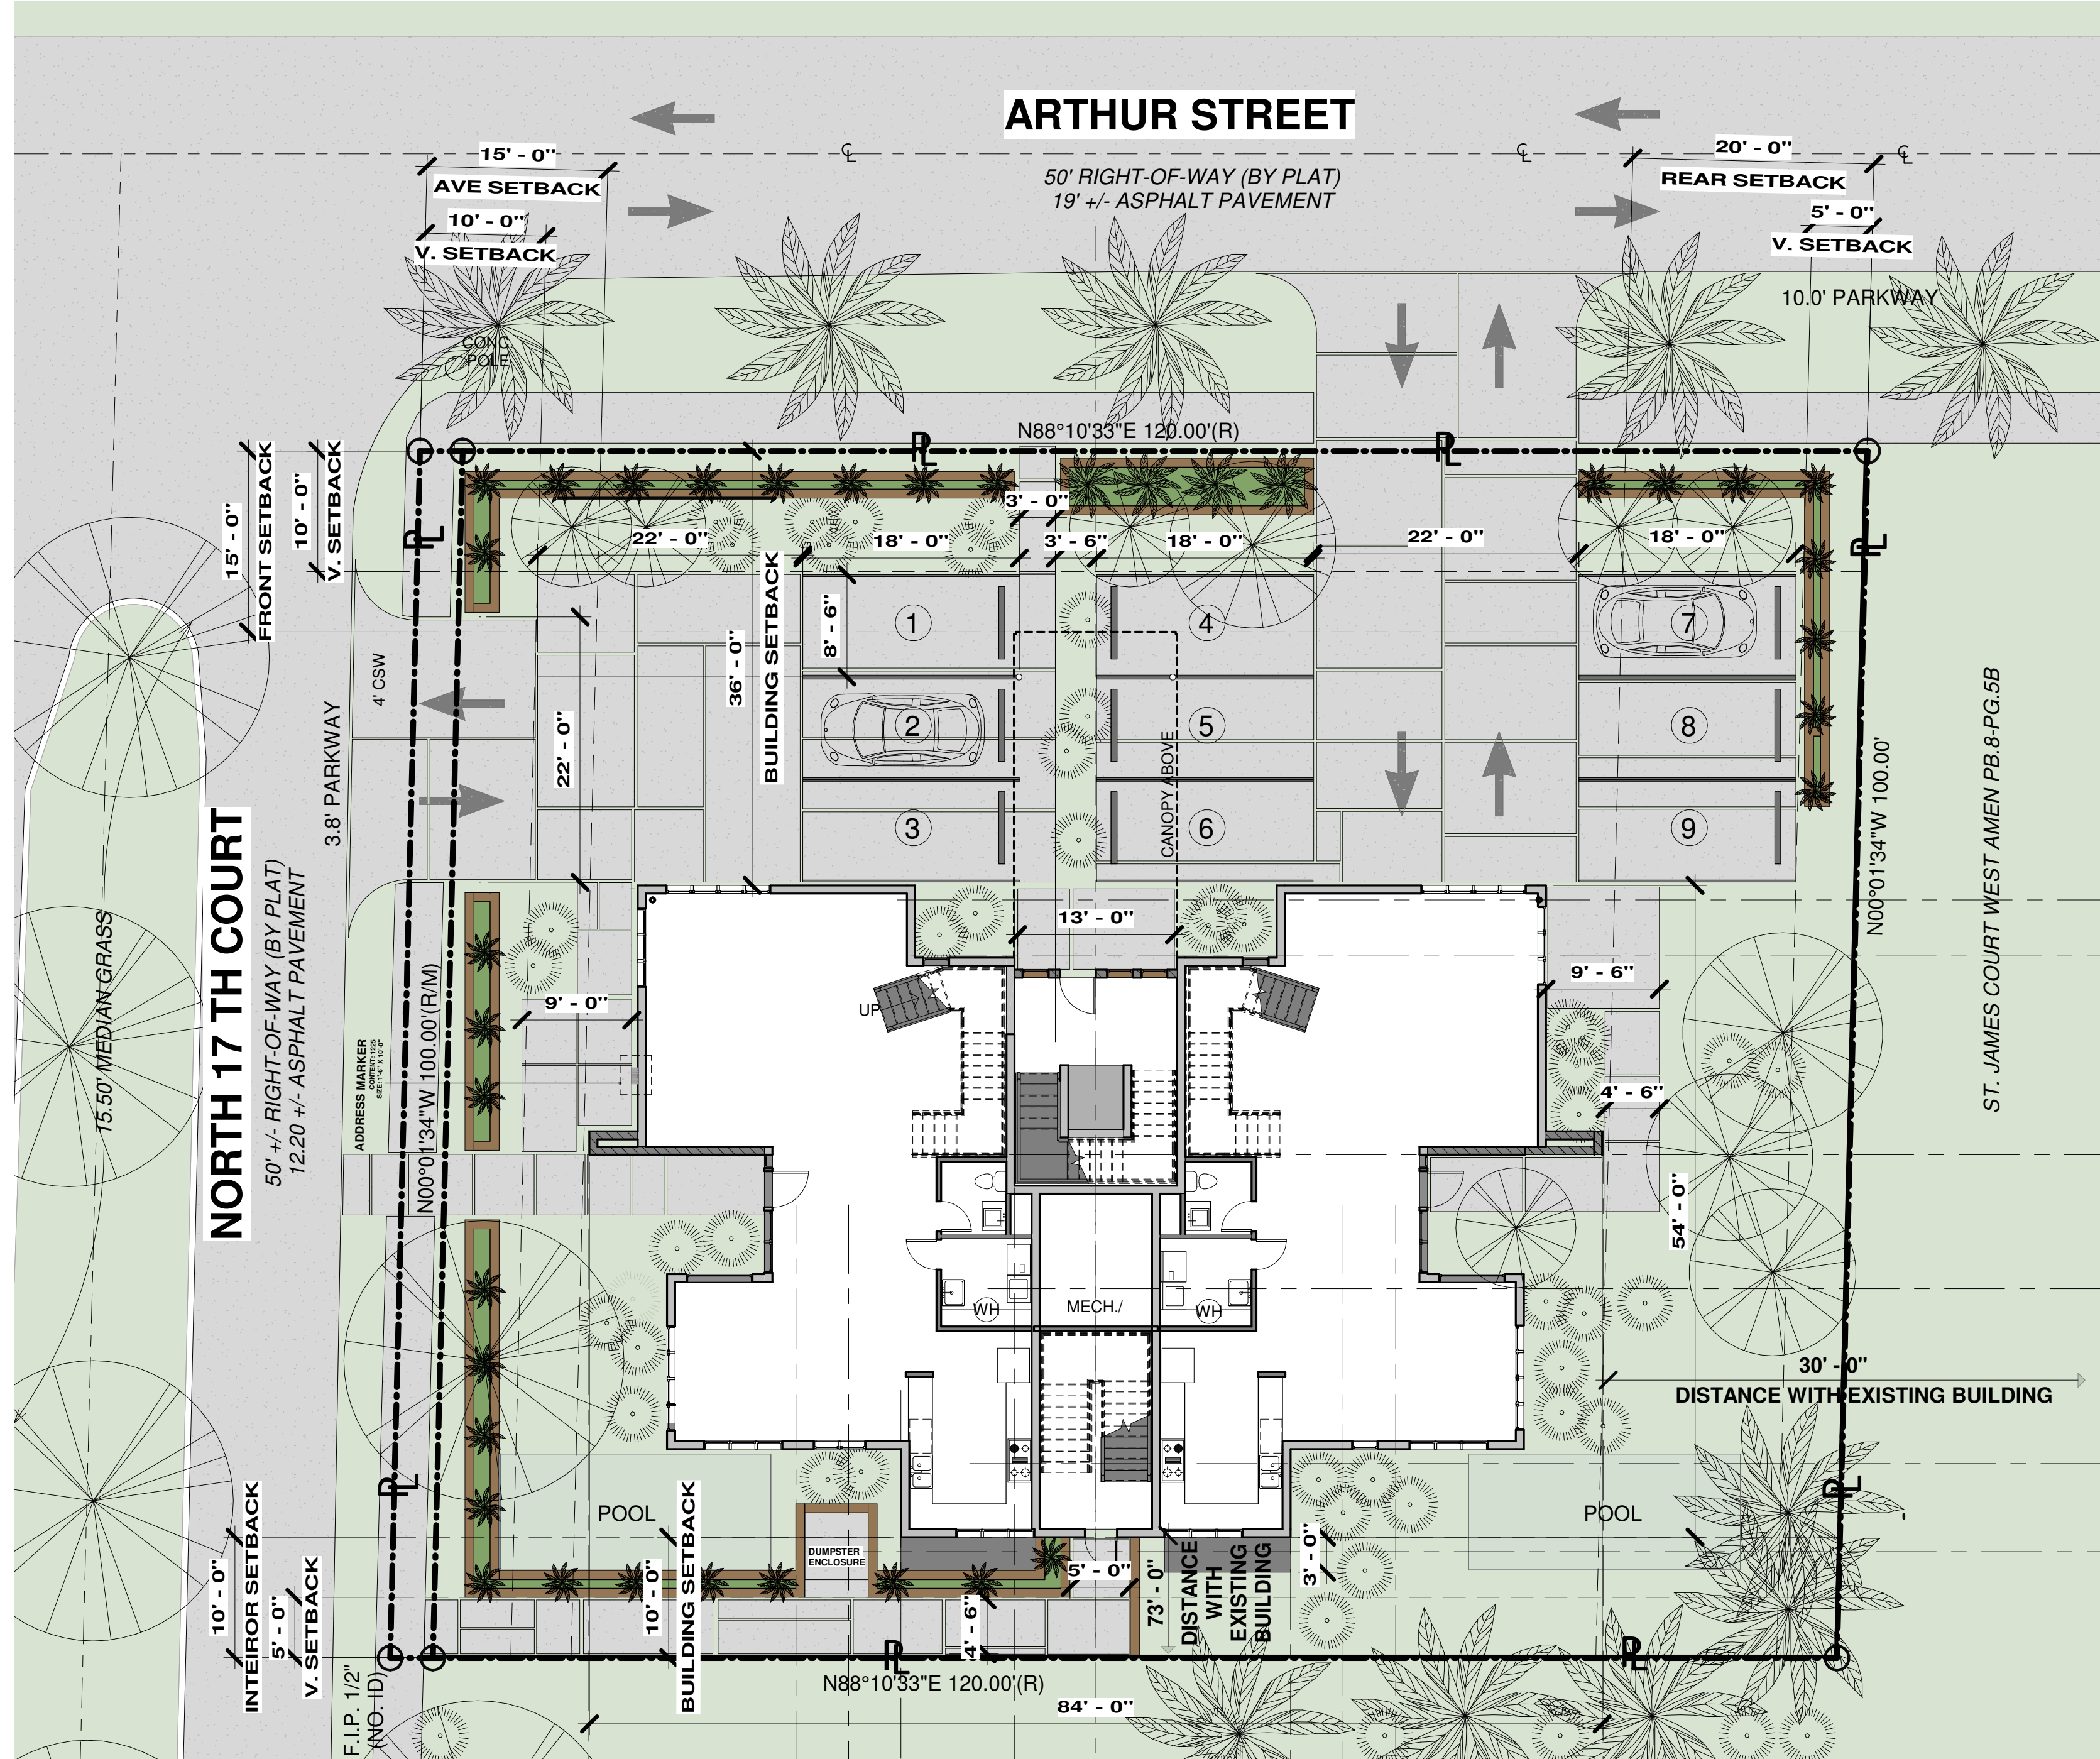 ARTHUR STREET
50' RIGHT-OF-WAY (BY PLAT)
19' +/- ASPHALT PAVEMENT
15' - 0"
AVE SETBACK
10' - 0"
V. SETBACK
20' - 0"
REAR SETBACK
5' - 0"
V. SETBACK
10.0' PARKWAY
CONC.
POLE
N88°10'33"E 120.00'(R)
15' - 0"
FRONT SETBACK
10' - 0"
V. SETBACK
22' - 0"
18' - 0"
3' - 0"
3' - 6"
18' - 0"
22' - 0"
18' - 0"
36' - 0"
BUILDING SETBACK
8' - 6"
22' - 0"
1
2
3
4
5
6
7
8
9
CANOPY ABOVE
4' CSW
3.8' PARKWAY
NORTH 17 TH COURT
50' +/- RIGHT-OF-WAY (BY PLAT)
12.20 +/- ASPHALT PAVEMENT
15.50' MEDIAN GRASS
ADDRESS MARKER
CONTENT: 1225
SIZE: 1'-6" X 10'-0"
N00°01'34"W 100.00'(R/M)
N00°01'34"W 100.00'
ST. JAMES COURT WEST AMEN PB.8-PG.5B
13' - 0"
9' - 0"
UP
9' - 6"
4' - 6"
54' - 0"
WH
MECH./
WH
30' - 0"
DISTANCE WITH EXISTING BUILDING
POOL
POOL
DUMPSTER
ENCLOSURE
10' - 0"
INTEIROR SETBACK
5' - 0"
V. SETBACK
10' - 0"
BUILDING SETBACK
4' - 6"
5' - 0"
73' - 0"
DISTANCE
WITH
EXISTING
BUILDING
3' - 0"
F.I.P. 1/2"
(NO. ID)
N88°10'33"E 120.00'(R)
84' - 0"